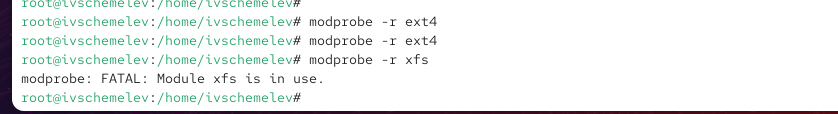 root@ivschemelev:/home/ivschemelev#
root@ivschemelev:/home/ivschemelev# modprobe -r ext4
root@ivschemelev:/home/ivschemelev# modprobe -r ext4
root@ivschemelev:/home/ivschemelev# modprobe -r xfs
modprobe: FATAL: Module xfs is in use.
root@ivschemelev:/home/ivschemelev#